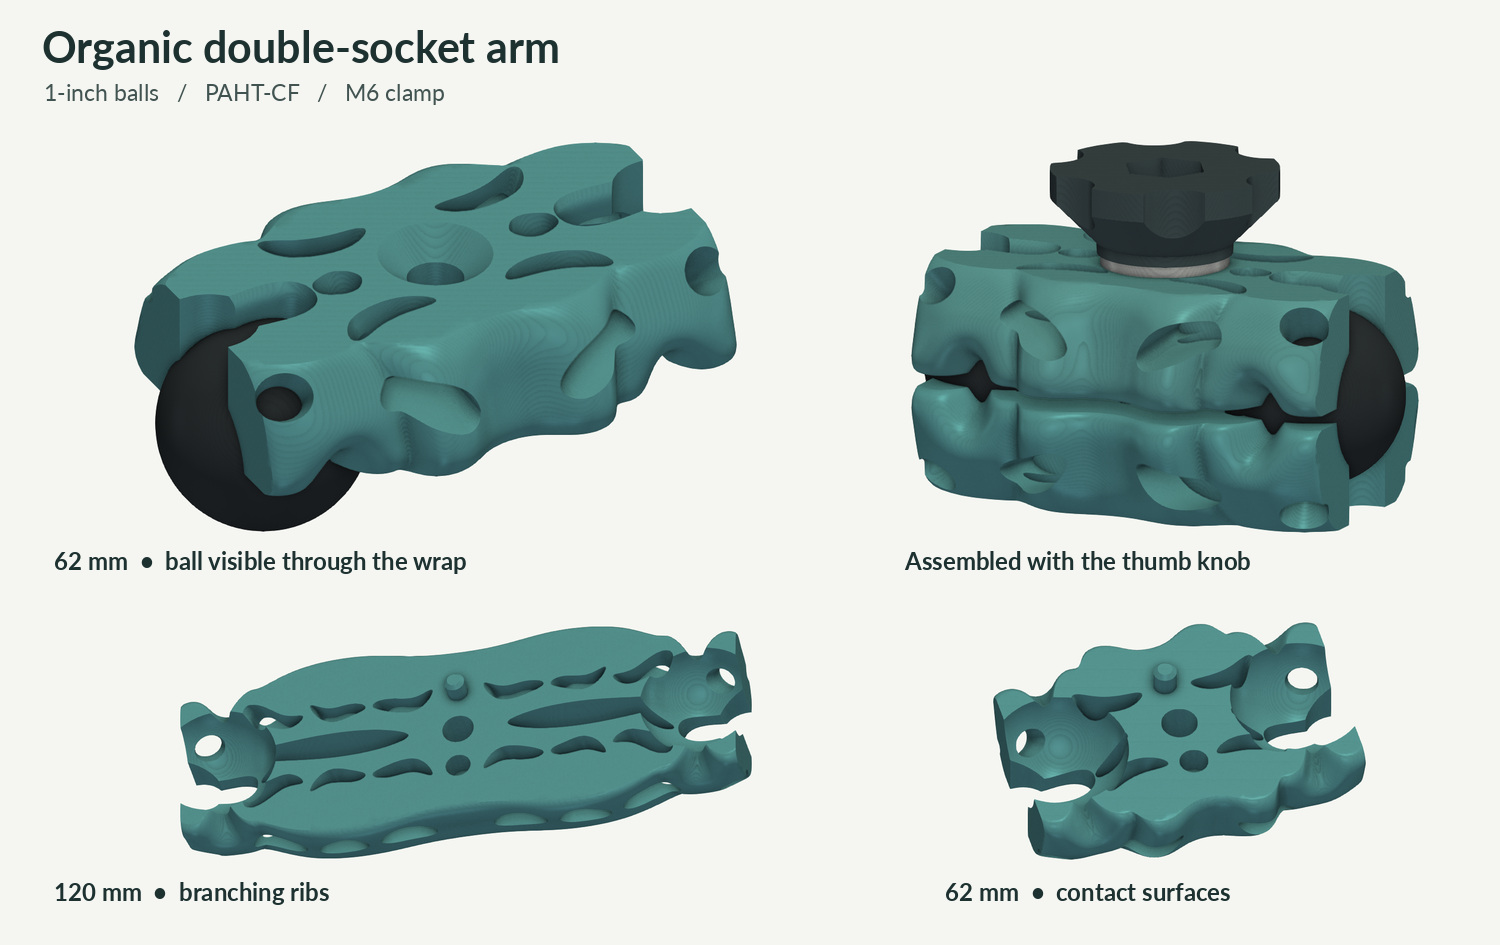 Organic double-socket arm
1-inch balls / PAHT-CF / M6 clamp
62 mm • ball visible through the wrap
Assembled with the thumb knob
120 mm • branching ribs
62 mm • contact surfaces